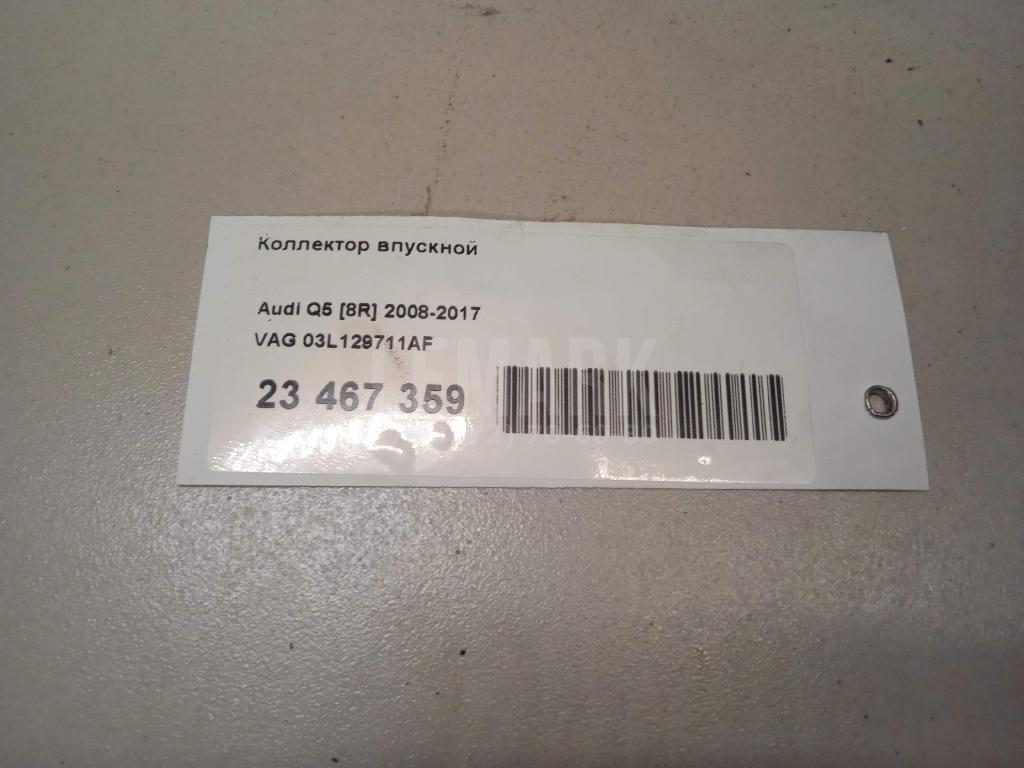 Коллектор впускной
Audi Q5 [8R] 2008-2017
VAG 03L129711AF
23 467 359